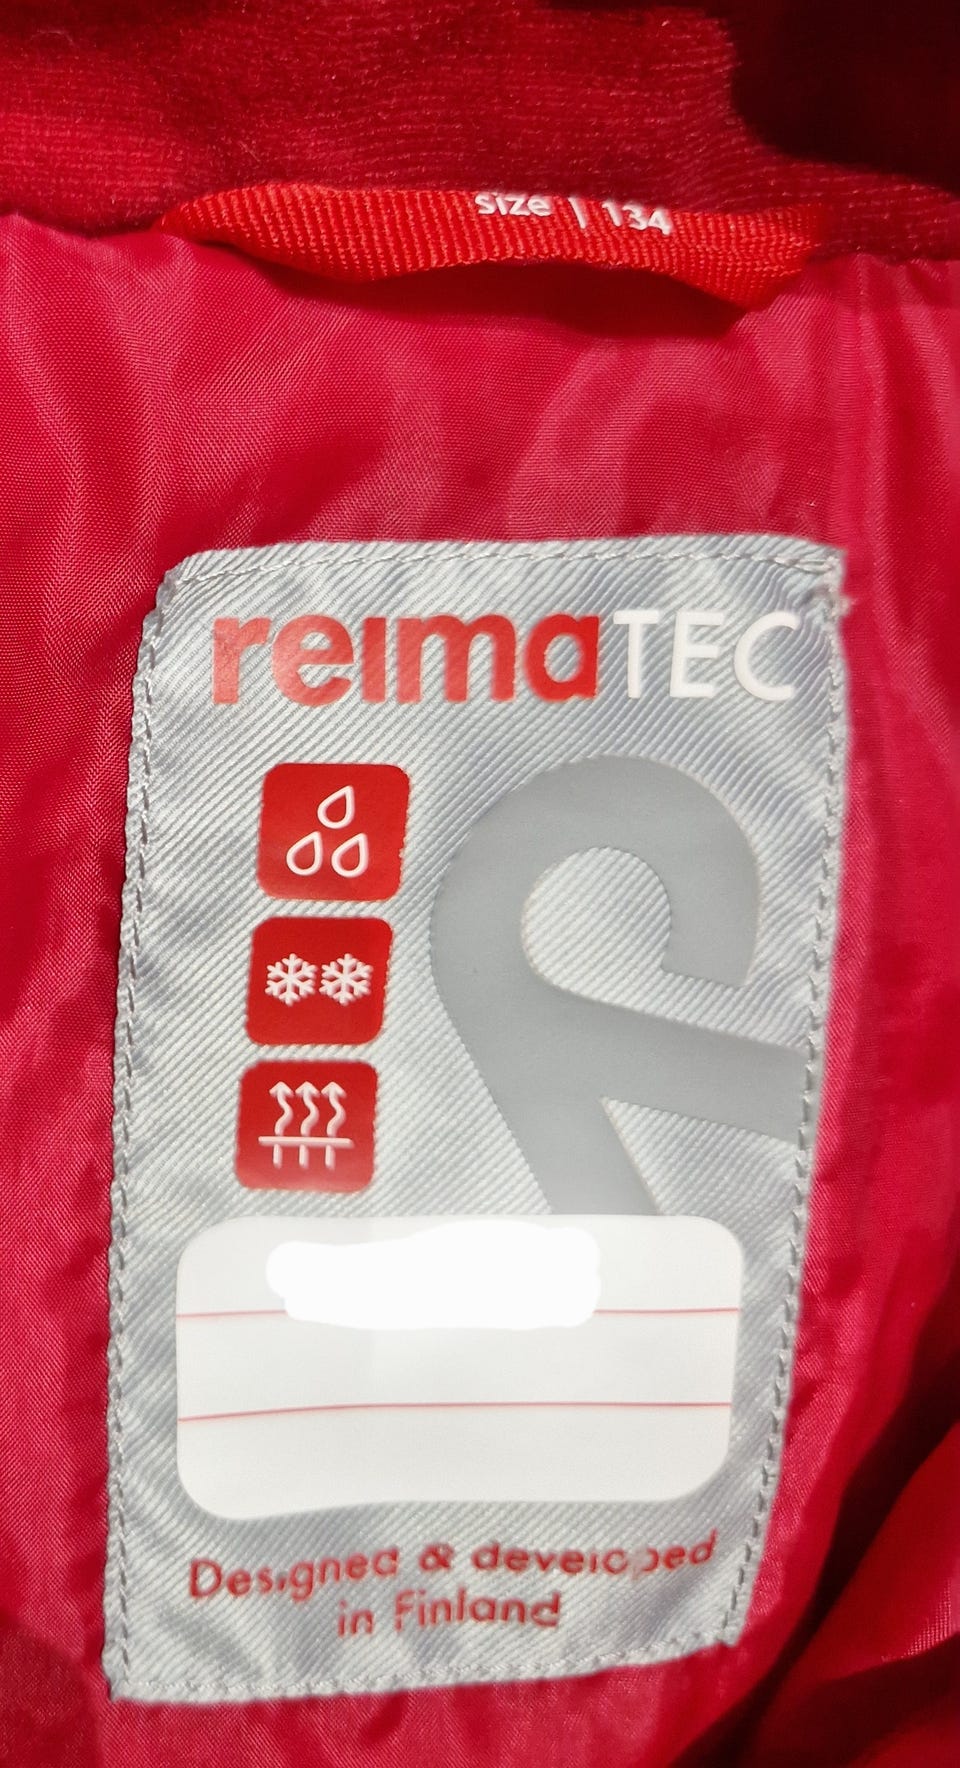 size | 134
reimaTEC
Designed & developed
in Finland